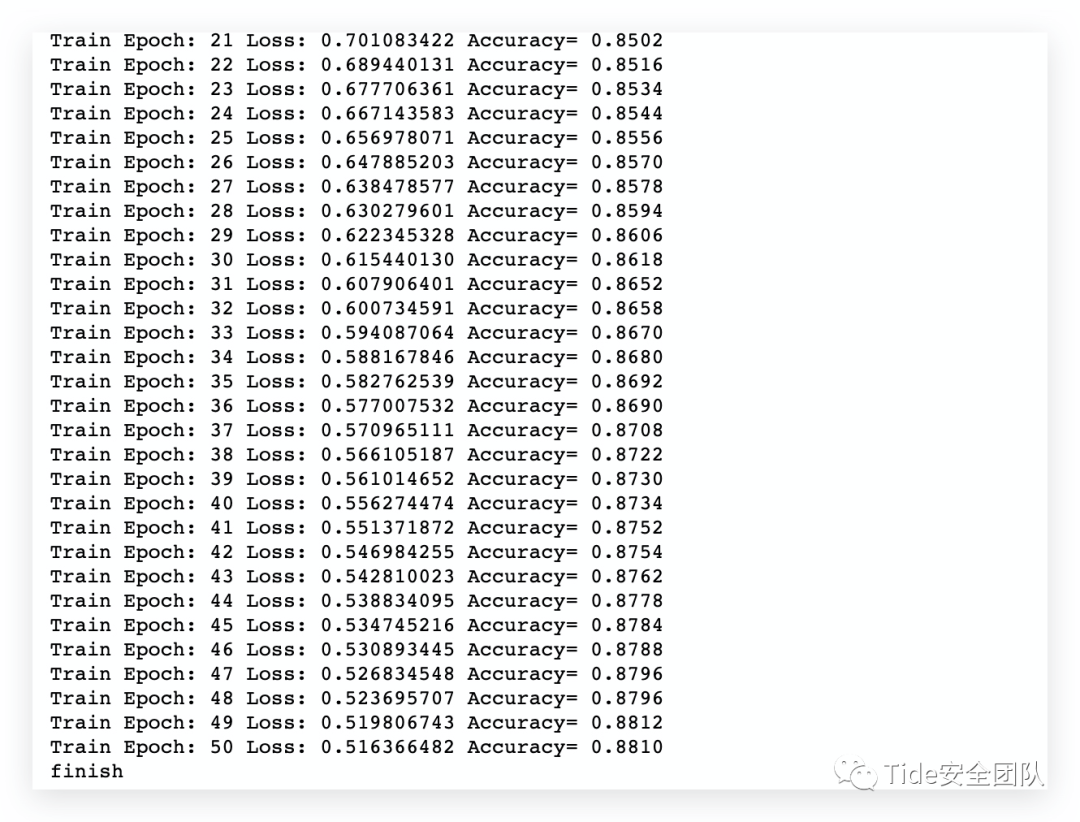 Train Epoch: 21 Loss: 0.701083422 Accuracy= 0.8502
Train Epoch: 22 Loss: 0.689440131 Accuracy= 0.8516
Train Epoch: 23 Loss: 0.677706361 Accuracy= 0.8534
Train Epoch: 24 Loss: 0.667143583 Accuracy= 0.8544
Train Epoch: 25 Loss: 0.656978071 Accuracy= 0.8556
Train Epoch: 26 Loss: 0.647885203 Accuracy= 0.8570
Train Epoch: 27 Loss: 0.638478577 Accuracy= 0.8578
Train Epoch: 28 Loss: 0.630279601 Accuracy= 0.8594
Train Epoch: 29 Loss: 0.622345328 Accuracy= 0.8606
Train Epoch: 30 Loss: 0.615440130 Accuracy= 0.8618
Train Epoch: 31 Loss: 0.607906401 Accuracy= 0.8652
Train Epoch: 32 Loss: 0.600734591 Accuracy= 0.8658
Train Epoch: 33 Loss: 0.594087064 Accuracy= 0.8670
Train Epoch: 34 Loss: 0.588167846 Accuracy= 0.8680
Train Epoch: 35 Loss: 0.582762539 Accuracy= 0.8692
Train Epoch: 36 Loss: 0.577007532 Accuracy= 0.8690
Train Epoch: 37 Loss: 0.570965111 Accuracy= 0.8708
Train Epoch: 38 Loss: 0.566105187 Accuracy= 0.8722
Train Epoch: 39 Loss: 0.561014652 Accuracy= 0.8730
Train Epoch: 40 Loss: 0.556274474 Accuracy= 0.8734
Train Epoch: 41 Loss: 0.551371872 Accuracy= 0.8752
Train Epoch: 42 Loss: 0.546984255 Accuracy= 0.8754
Train Epoch: 43 Loss: 0.542810023 Accuracy= 0.8762
Train Epoch: 44 Loss: 0.538834095 Accuracy= 0.8778
Train Epoch: 45 Loss: 0.534745216 Accuracy= 0.8784
Train Epoch: 46 Loss: 0.530893445 Accuracy= 0.8788
Train Epoch: 47 Loss: 0.526834548 Accuracy= 0.8796
Train Epoch: 48 Loss: 0.523695707 Accuracy= 0.8796
Train Epoch: 49 Loss: 0.519806743 Accuracy= 0.8812
Train Epoch: 50 Loss: 0.516366482 Accuracy= 0.8810
finish
Tide安全团队